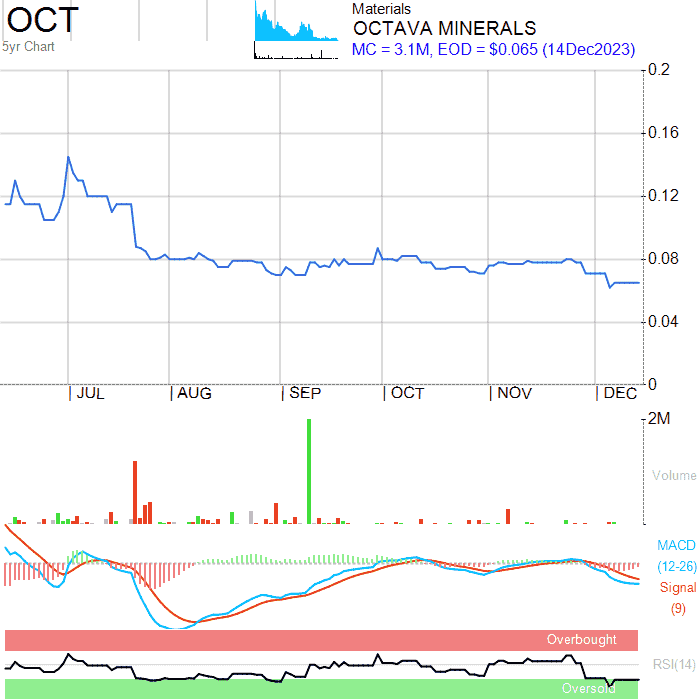 OCT
5yr Chart
Materials
OCTAVA MINERALS
MC = 3.1M, EOD = $0.065 (14Dec2023)
0.2
0.16
0.12
0.08
0.04
0
JUL AUG SEP OCT NOV DEC
2M
Volume
MACD
(12-26)
Signal
(9)
Overbought
RSI(14)
Oversold